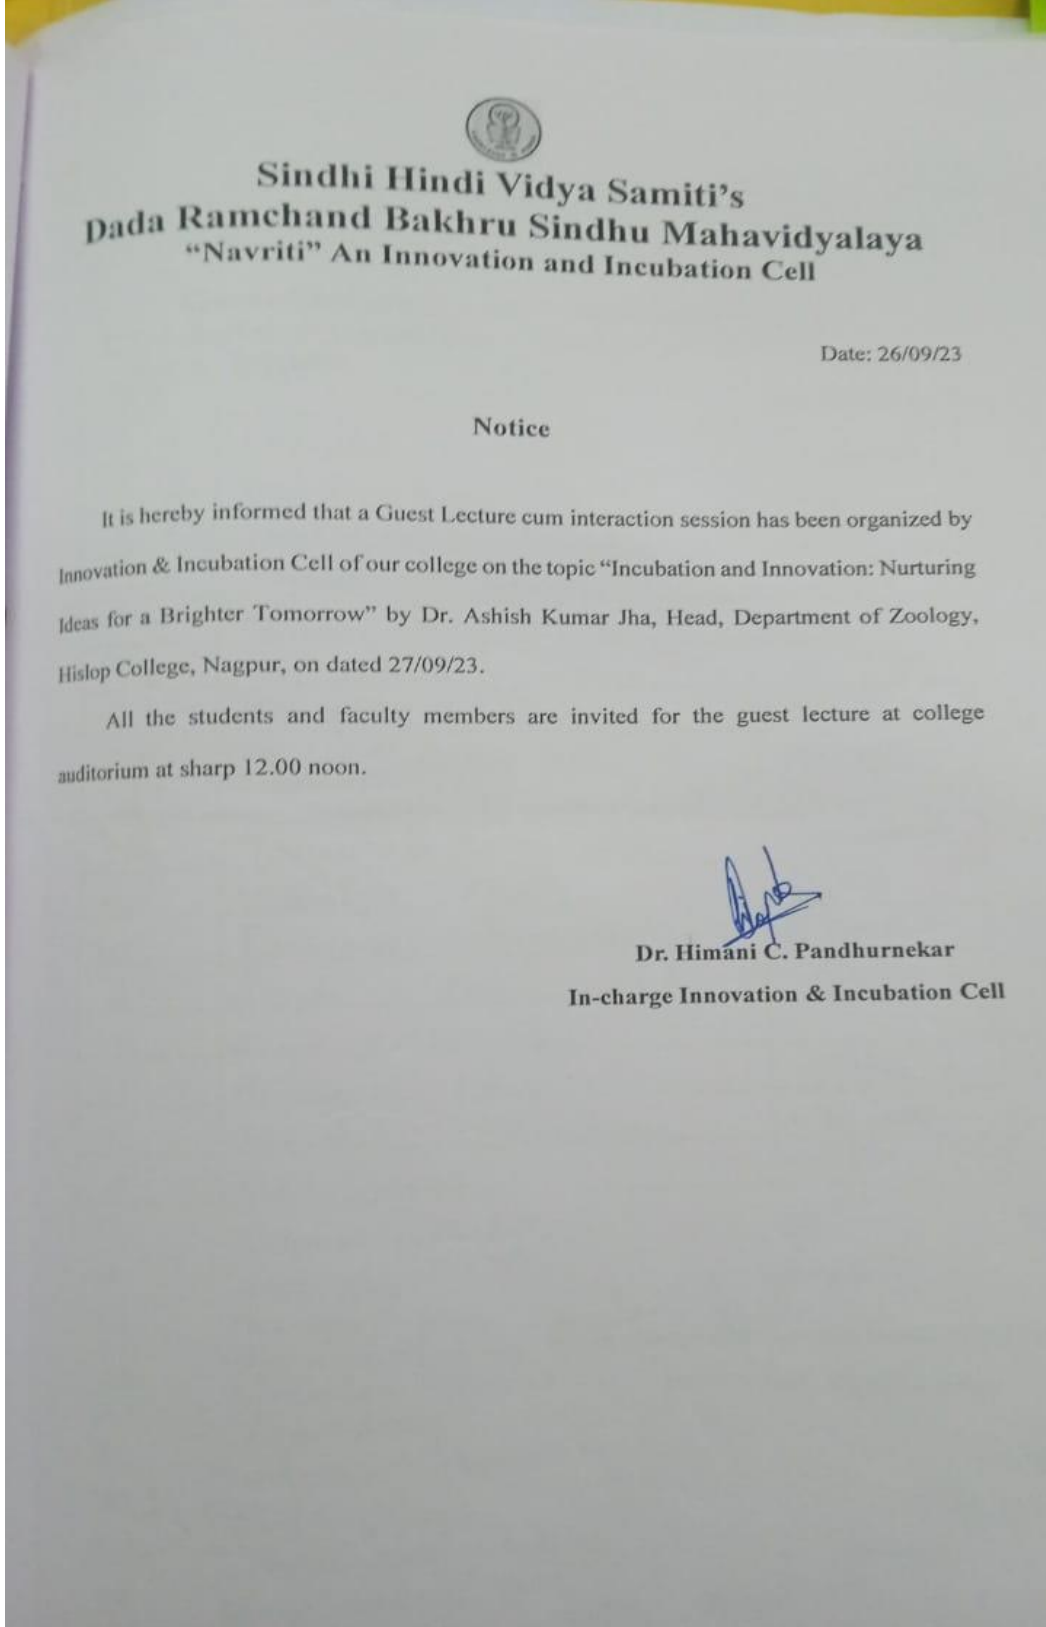 Sindhi Hindi Vidya Samiti's
Dada Ramchand Bakhru Sindhu Mahavidyalaya
“Navriti” An Innovation and Incubation Cell
Date: 26/09/23
Notice
It is hereby informed that a Guest Lecture cum interaction session has been organized by
Innovation & Incubation Cell of our college on the topic “Incubation and Innovation: Nurturing
Ideas for a Brighter Tomorrow” by Dr. Ashish Kumar Jha, Head, Department of Zoology,
Hislop College, Nagpur, on dated 27/09/23.
All the students and faculty members are invited for the guest lecture at college
auditorium at sharp 12.00 noon.
Dr. Himani C. Pandhurnekar
In-charge Innovation & Incubation Cell